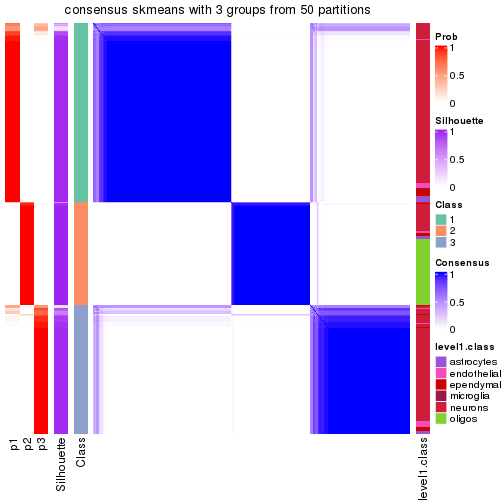 consensus skmeans with 3 groups from 50 partitions
Prob
1
0.5
0
Silhouette
1
0.5
0
Class
1
2
3
Consensus
1
0.5
0
level1.class
astrocytes
endothelial
ependymal
microglia
neurons
oligos
p1
p2
p3
Silhouette
Class
level1.class